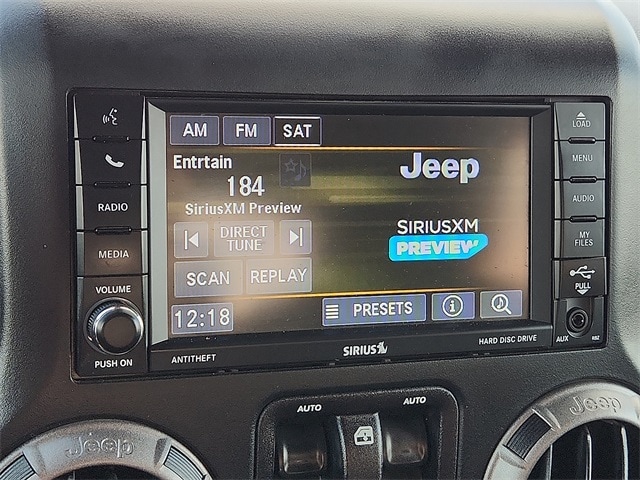 AM FM SAT
Entrtain
184
SiriusXM Preview
DIRECT
TUNE
SCAN REPLAY
12:18
PRESETS
Jeep
SIRIUSXM
PREVIEW
RADIO
MEDIA
VOLUME
PUSH ON
ANTITHEFT
SIRIUS
HARD DISC DRIVE
LOAD
MENU
AUDIO
MY
FILES
PULL
AUX
RBZ
AUTO
AUTO
Jeep
Jeep